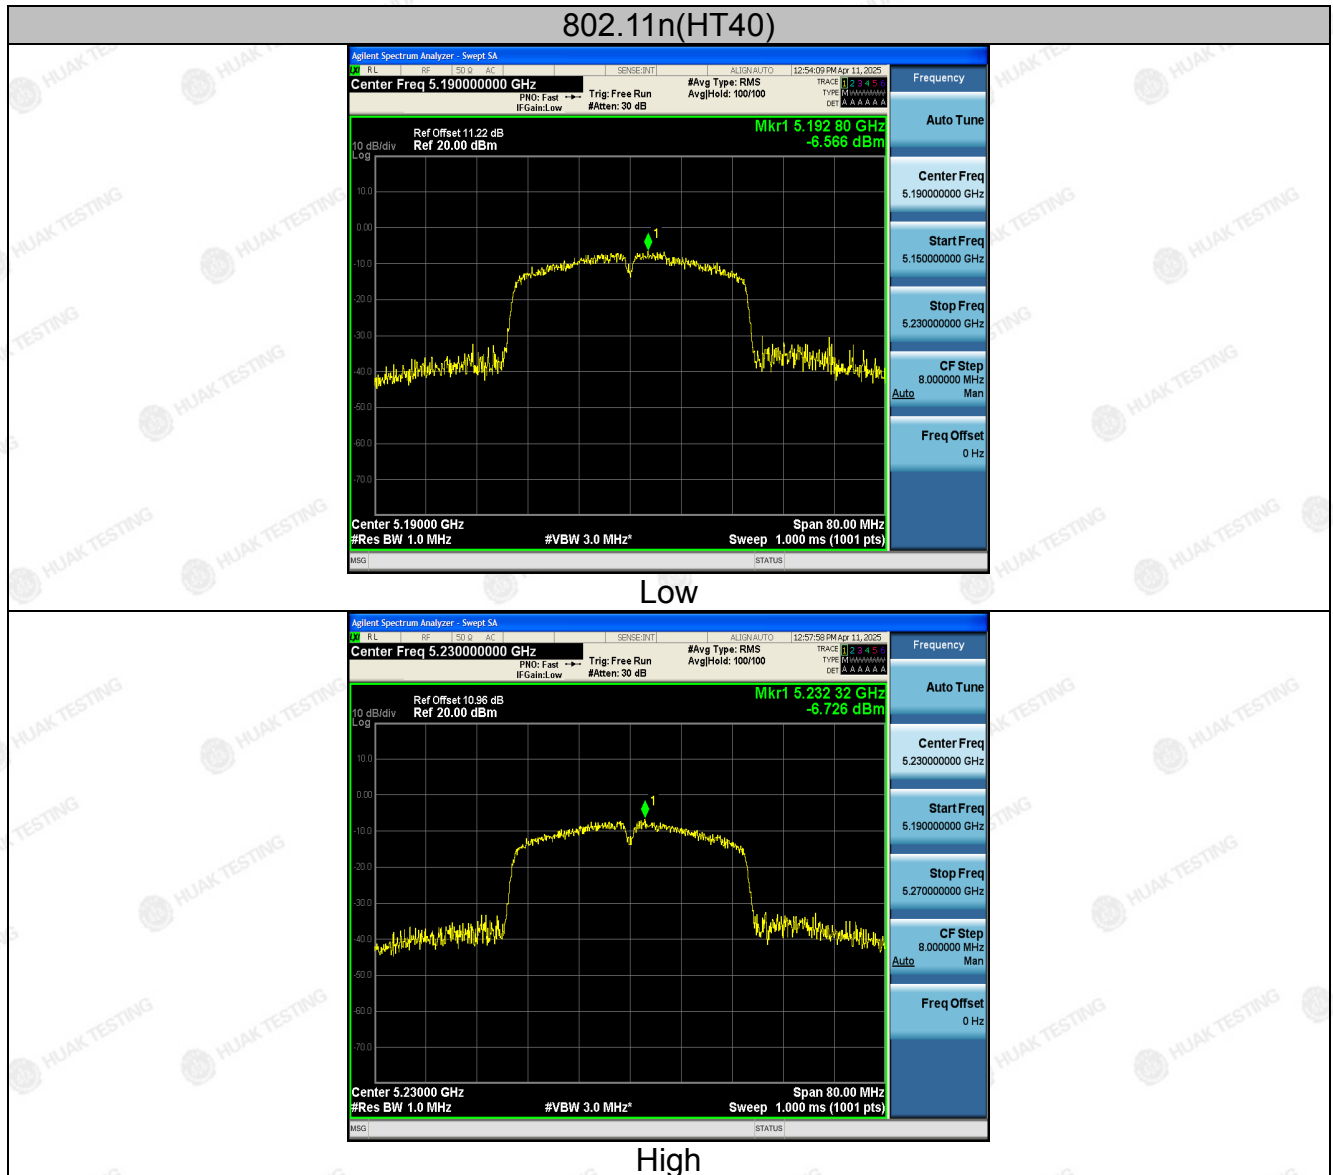 802.11n(HT40)
Agilent Spectrum Analyzer - Swept SA
RL RF 50 Ω AC SENSE:INT ALIGN AUTO 12:54:09 PM Apr 11, 2025
Center Freq 5.190000000 GHz
PNO: Fast
IFGain:Low
Trig: Free Run
#Atten: 30 dB
#Avg Type: RMS
Avg|Hold: 100/100
TRACE 1 2 3 4 5 6
TYPE M W W W W W
DET A A A A A A
Frequency
Auto Tune
Ref Offset 11.22 dB
10 dB/div Ref 20.00 dBm
Log
Mkr1 5.192 80 GHz
-6.566 dBm
10.0
0.00
-10.0
-20.0
-30.0
-40.0
-50.0
-60.0
-70.0
1
Center Freq
5.190000000 GHz
Start Freq
5.150000000 GHz
Stop Freq
5.230000000 GHz
CF Step
8.000000 MHz
Auto Man
Freq Offset
0 Hz
Center 5.19000 GHz Span 80.00 MHz
#Res BW 1.0 MHz #VBW 3.0 MHz* Sweep 1.000 ms (1001 pts)
MSG STATUS
Low
Agilent Spectrum Analyzer - Swept SA
RL RF 50 Ω AC SENSE:INT ALIGN AUTO 12:57:58 PM Apr 11, 2025
Center Freq 5.230000000 GHz
PNO: Fast
IFGain:Low
Trig: Free Run
#Atten: 30 dB
#Avg Type: RMS
Avg|Hold: 100/100
TRACE 1 2 3 4 5 6
TYPE M W W W W W
DET A A A A A A
Frequency
Auto Tune
Ref Offset 10.96 dB
10 dB/div Ref 20.00 dBm
Log
Mkr1 5.232 32 GHz
-6.726 dBm
10.0
0.00
-10.0
-20.0
-30.0
-40.0
-50.0
-60.0
-70.0
1
Center Freq
5.230000000 GHz
Start Freq
5.190000000 GHz
Stop Freq
5.270000000 GHz
CF Step
8.000000 MHz
Auto Man
Freq Offset
0 Hz
Center 5.23000 GHz Span 80.00 MHz
#Res BW 1.0 MHz #VBW 3.0 MHz* Sweep 1.000 ms (1001 pts)
MSG STATUS
High
HUAK TESTING